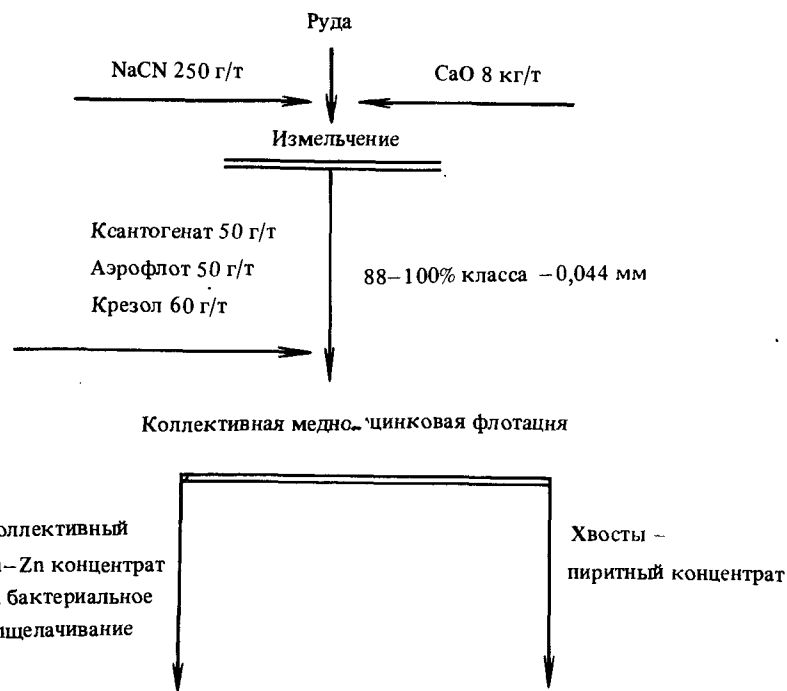 Руда
NaCN 250 г/т
CaO 8 кг/т
Измельчение
Ксантогенат 50 г/т
Аэрофлот 50 г/т
Крезол 60 г/т
88–100% класса –0,044 мм
Коллективная медно-цинковая флотация
оллективный
–Zn концентрат
бактериальное
щелачивание
Хвосты –
пиритный концентрат